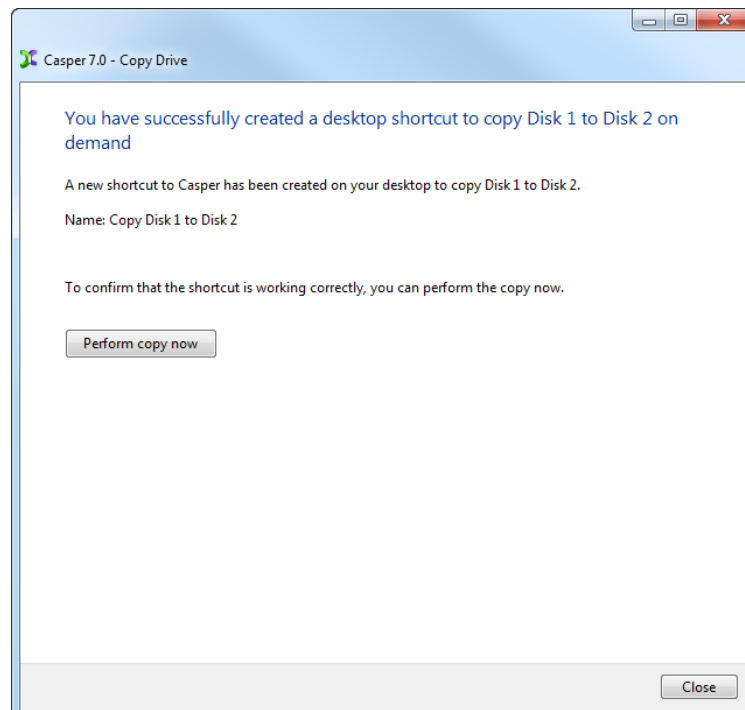 Casper 7.0 - Copy Drive
You have successfully created a desktop shortcut to copy Disk 1 to Disk 2 on
demand
A new shortcut to Casper has been created on your desktop to copy Disk 1 to Disk 2.
Name: Copy Disk 1 to Disk 2
To confirm that the shortcut is working correctly, you can perform the copy now.
Perform copy now
Close